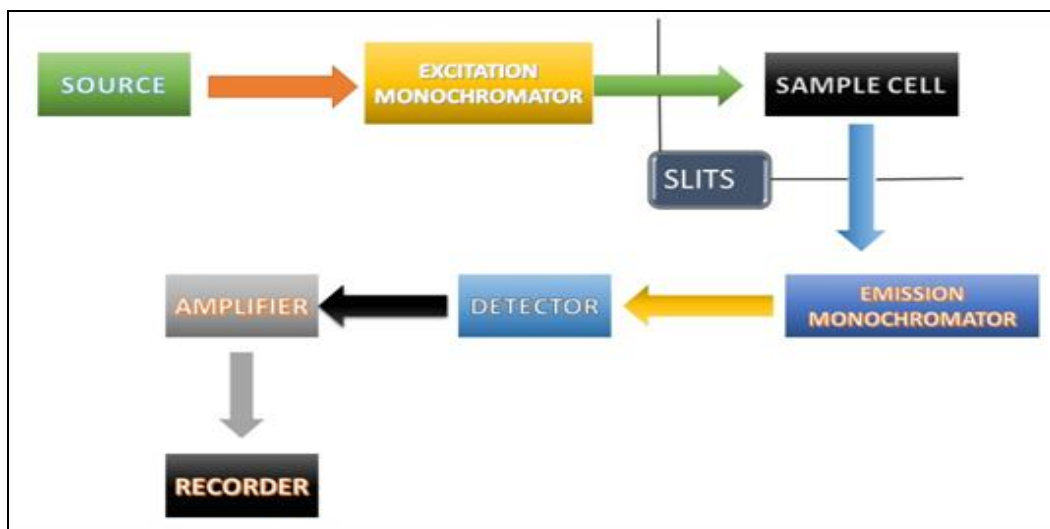 SOURCE
EXCITATION
MONOCHROMATOR
SAMPLE CELL
SLITS
EMISSION
MONOCHROMATOR
DETECTOR
AMPLIFIER
RECORDER